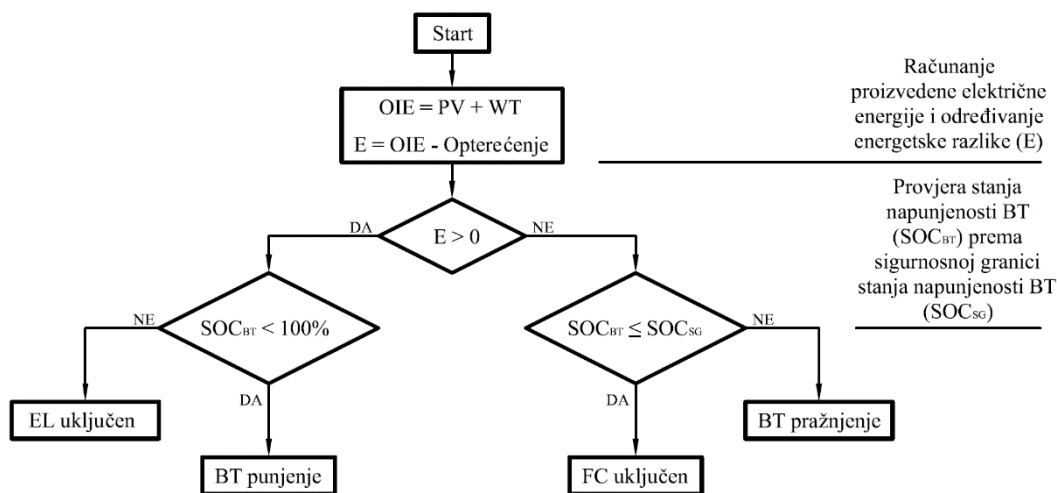 Start
OIE = PV + WT
E = OIE - Opterećenje
Računanje
proizvedene električne
energije i određivanje
energetske razlike (E)
DA
E > 0
NE
Provjera stanja
napunjenosti BT
(SOCBT) prema
sigurnosnoj granici
stanja napunjenosti BT
(SOCSG)
NE
SOCBT < 100%
DA
SOCBT ≤ SOCSG
NE
DA
EL uključen
BT punjenje
FC uključen
BT pražnjenje